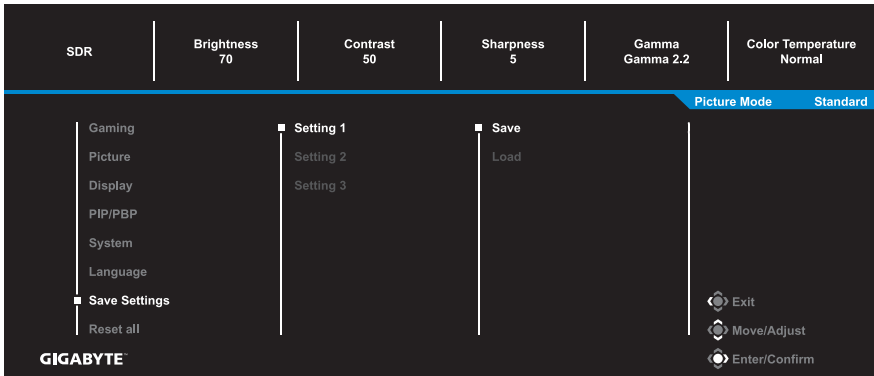 SDR
Brightness
70
Contrast
50
Sharpness
5
Gamma
Gamma 2.2
Color Temperature
Normal
Picture Mode Standard
Gaming
Picture
Display
PIP/PBP
System
Language
Save Settings
Reset all
Setting 1
Setting 2
Setting 3
Save
Load
Exit
Move/Adjust
Enter/Confirm
GIGABYTE™